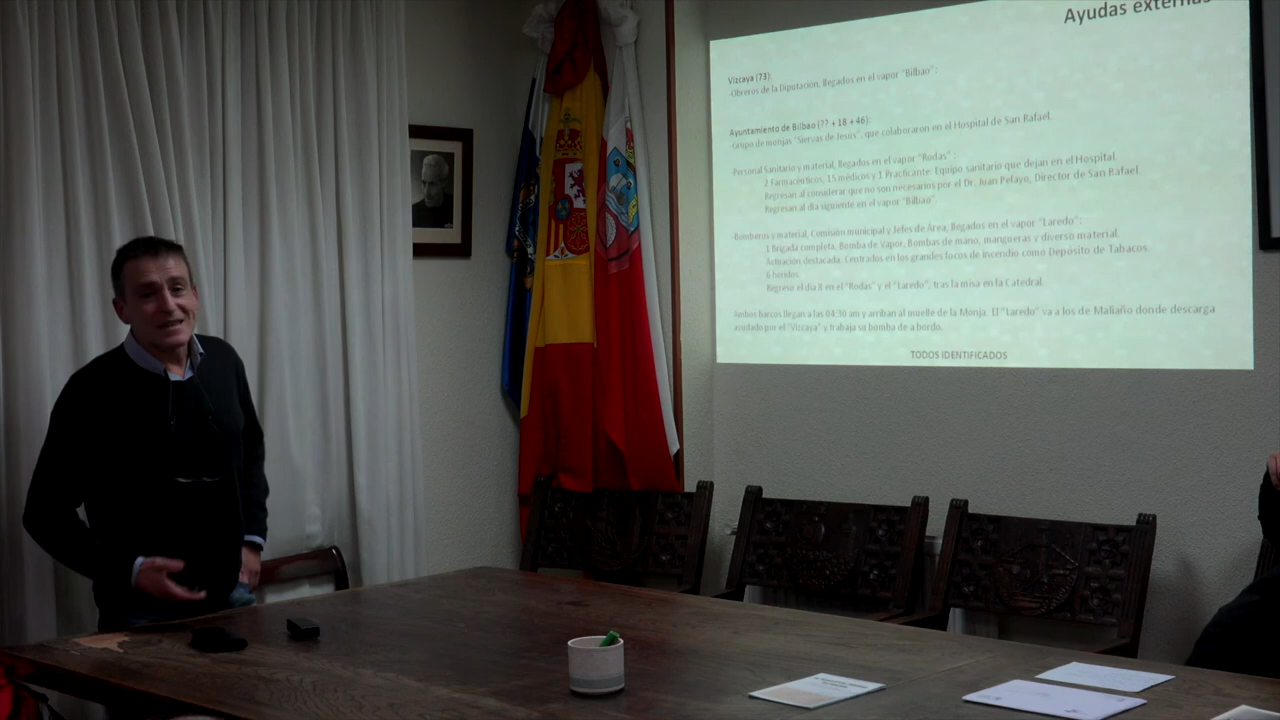 Ayudas externas
Vizcaya (73):
-Obreros de la Diputación, llegados en el vapor "Bilbao":
Ayuntamiento de Bilbao (?? + 18 + 46):
-Grupo de monjas "Siervas de Jesús", que colaboraron en el Hospital de San Rafael.
-Personal Sanitario y material, llegados en el vapor "Rodas":
2 Farmacéuticos, 15 médicos y 1 Practicante. Equipo sanitario que dejan en el Hospital.
Regresan al considerar que no son necesarios por el Dr. Juan Pelayo, Director de San Rafael.
Regresan al día siguiente en el vapor "Bilbao".
-Bomberos y material, Comisión municipal y Jefes de Área, llegados en el vapor "Laredo":
1 Brigada completa, Bomba de Vapor, Bombas de mano, mangueras y diverso material.
Actuación destacada. Centrados en los grandes focos de incendio como Depósito de Tabacos.
6 heridos.
Regreso el día 8 en el "Rodas" y el "Laredo", tras la misa en la Catedral.
Ambos barcos llegan a las 04:30 am y arriban al muelle de la Monja. El "Laredo" va a los de Maliaño donde descarga
ayudado por el "Vizcaya" y trabaja su bomba de a bordo.
TODOS IDENTIFICADOS